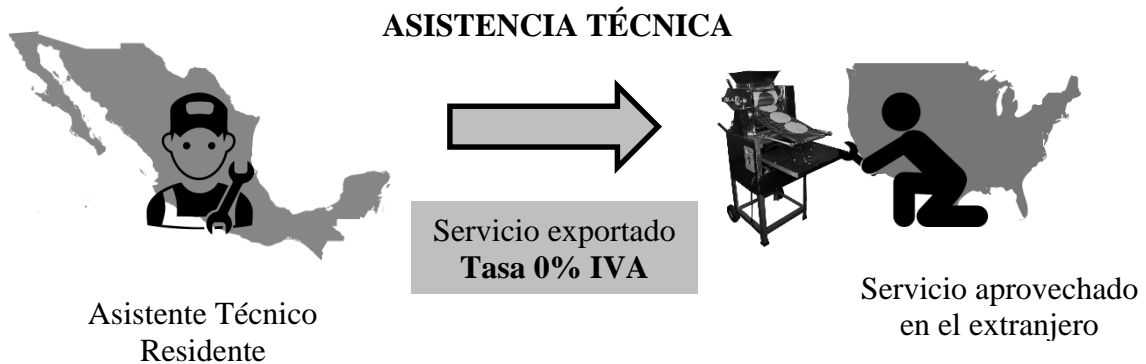 ASISTENCIA TÉCNICA
Servicio exportado
Tasa 0% IVA
Asistente Técnico
Residente
Servicio aprovechado
en el extranjero